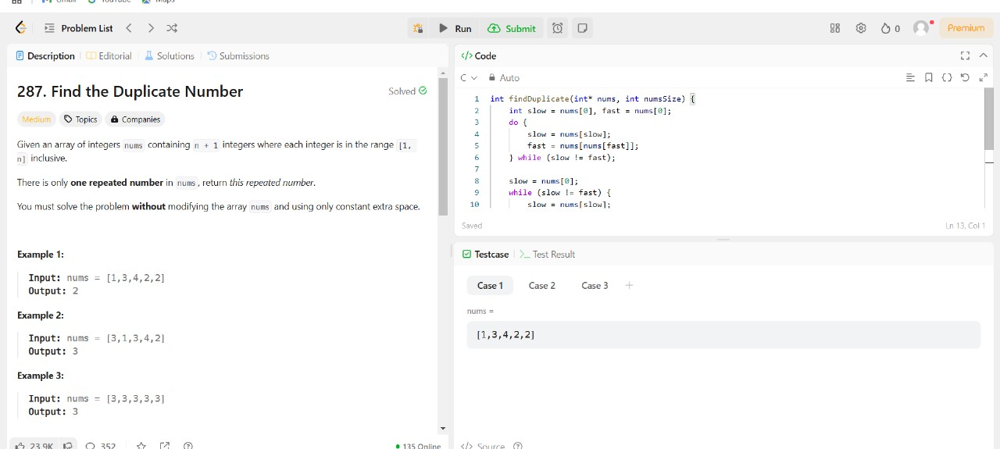 Gmail YouTube Maps
Problem List
Run Submit
0 Premium
Description Editorial Solutions Submissions
287. Find the Duplicate Number
Solved
Medium Topics Companies
Given an array of integers nums containing n + 1 integers where each integer is in the range [1,
n] inclusive.
There is only one repeated number in nums, return this repeated number.
You must solve the problem without modifying the array nums and using only constant extra space.
Example 1:
Input: nums = [1,3,4,2,2]
Output: 2
Example 2:
Input: nums = [3,1,3,4,2]
Output: 3
Example 3:
Input: nums = [3,3,3,3,3]
Output: 3
23.9K 352
135 Online
Code
C Auto
1 int findDuplicate(int* nums, int numsSize) {
2 int slow = nums[0], fast = nums[0];
3 do {
4 slow = nums[slow];
5 fast = nums[nums[fast]];
6 } while (slow != fast);
7
8 slow = nums[0];
9 while (slow != fast) {
10 slow = nums[slow];
Saved Ln 13, Col 1
Testcase Test Result
Case 1 Case 2 Case 3 +
nums =
[1,3,4,2,2]
Source